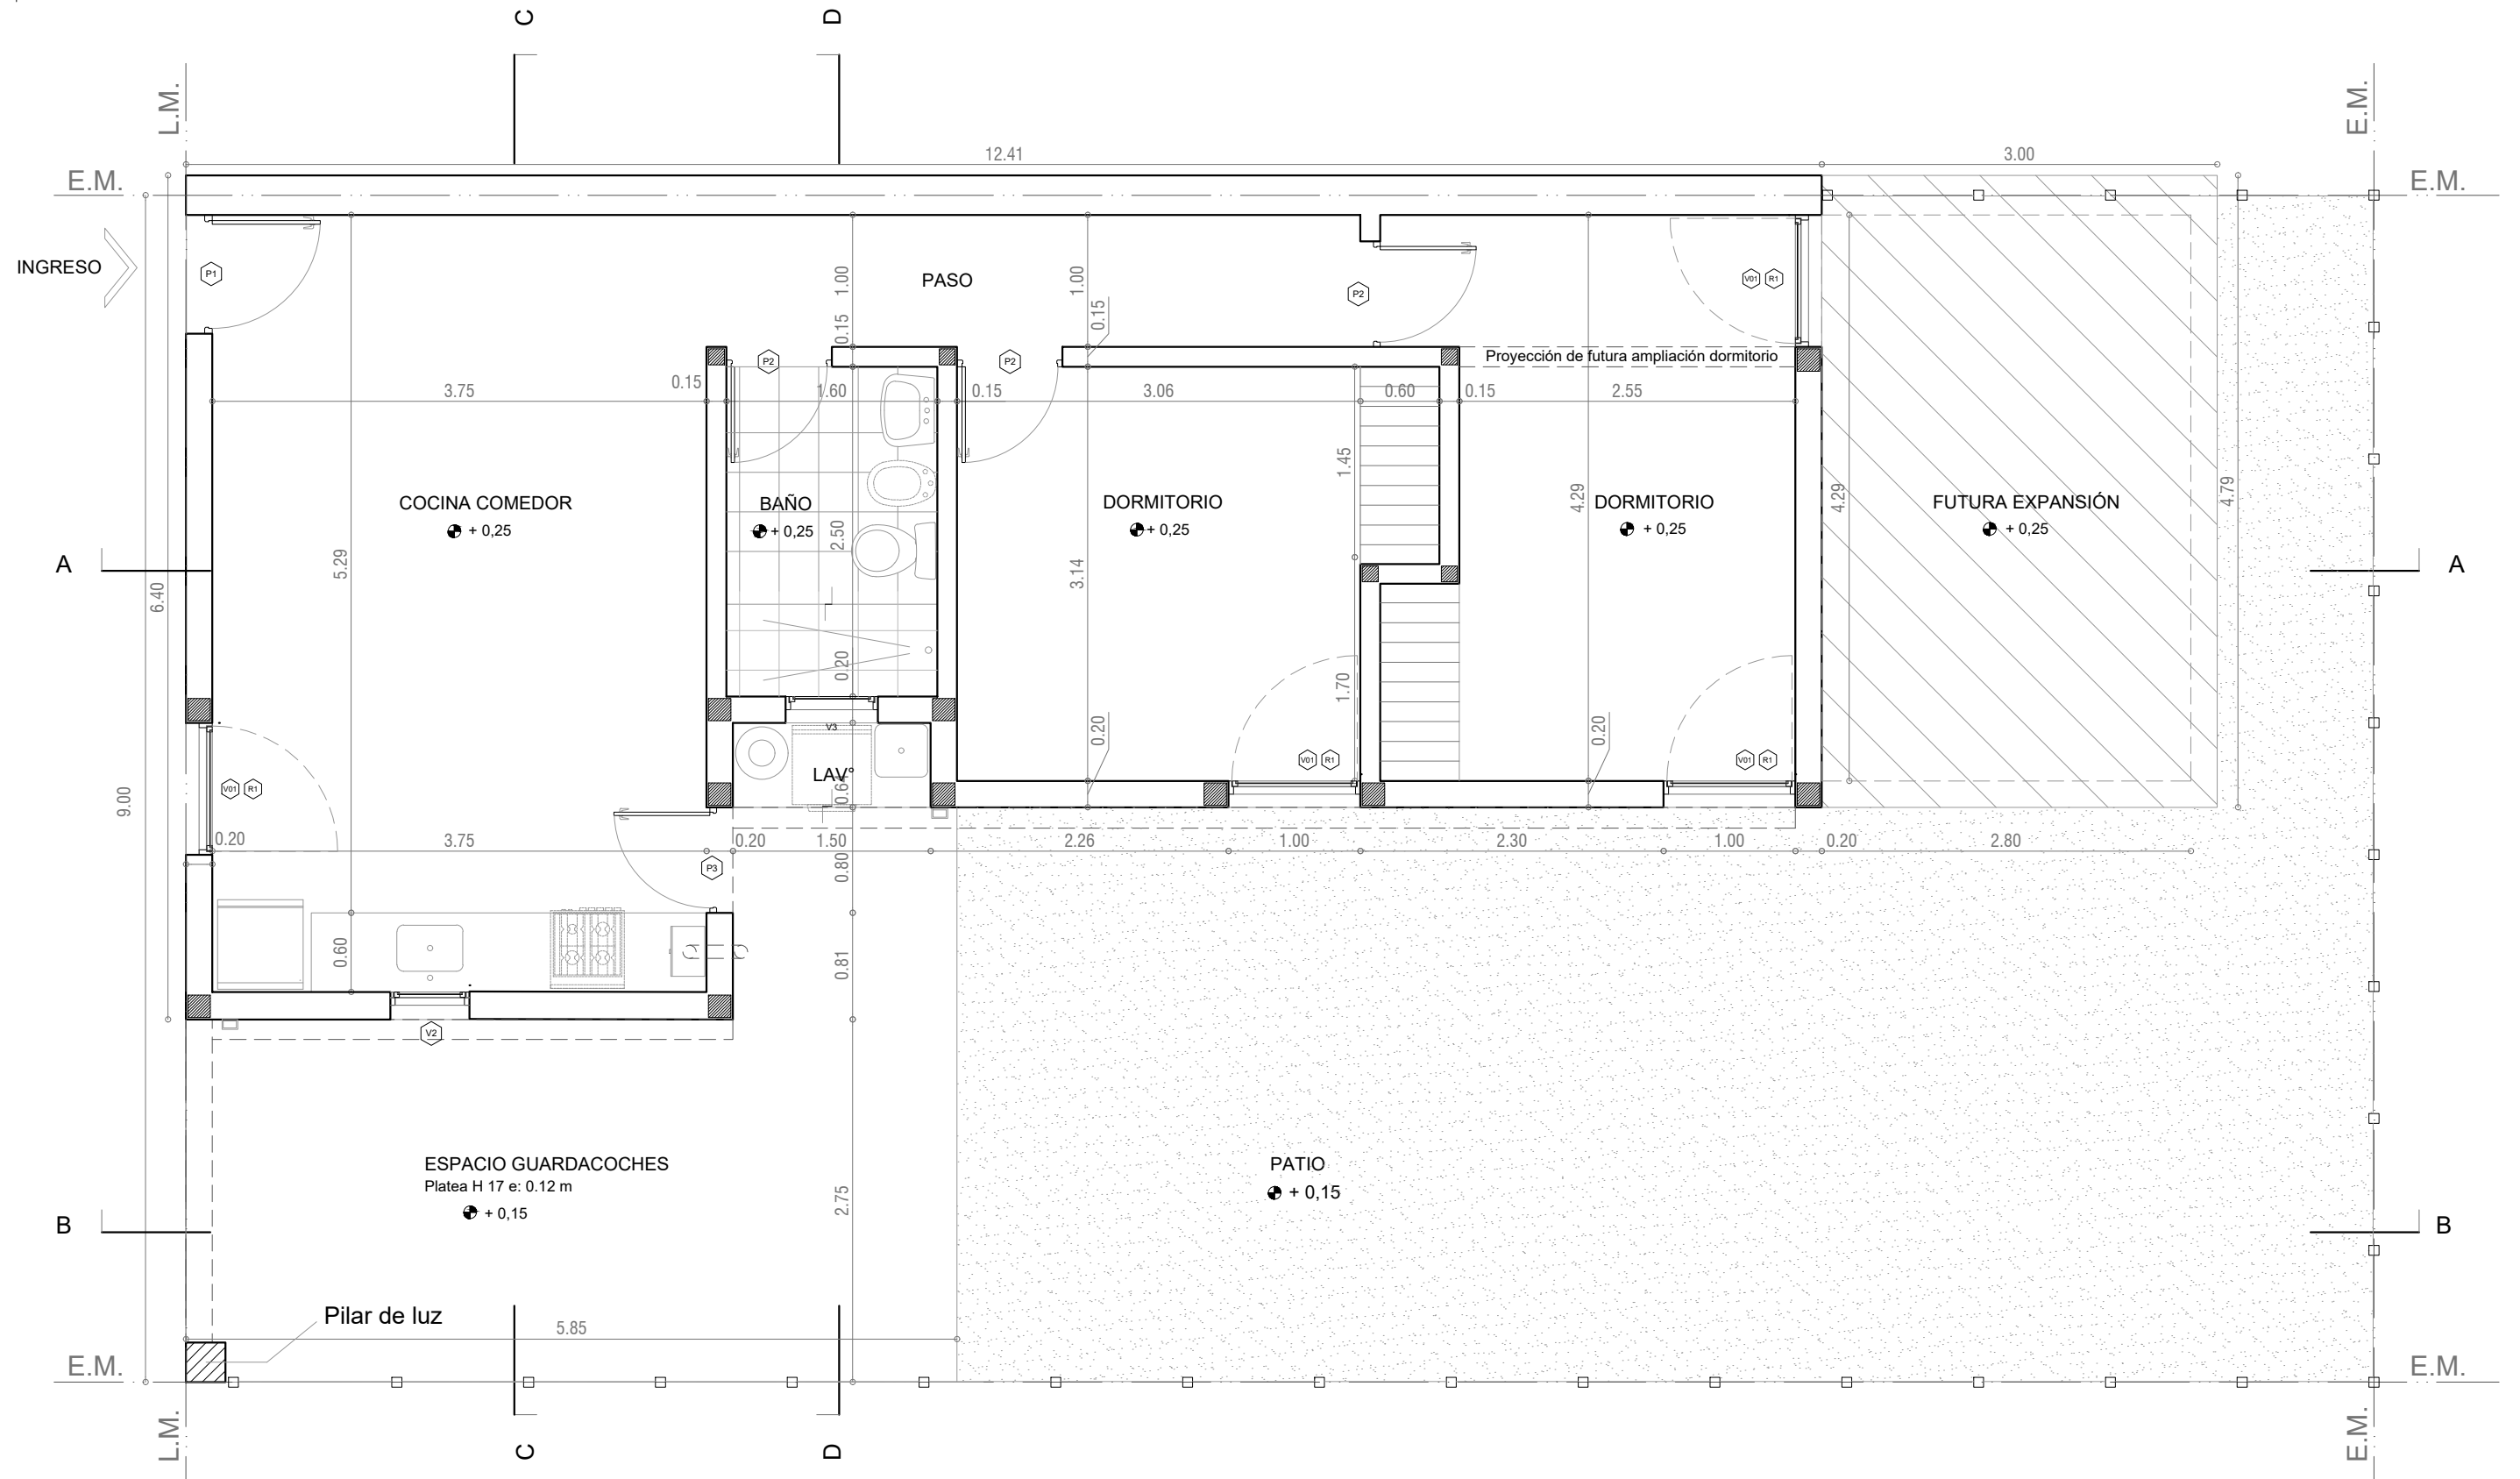 C
D
L.M.
E.M.
12.41
3.00
E.M.
E.M.
INGRESO
P1
1.00
PASO
1.00
P2
V01
R1
0.15
0.15
P2
P2
Proyección de futura ampliación dormitorio
3.75
0.15
1.60
0.15
3.06
0.60
0.15
2.55
1.45
COCINA COMEDOR
+ 0,25
BAÑO
+ 0,25
DORMITORIO
+ 0,25
DORMITORIO
+ 0,25
FUTURA EXPANSIÓN
+ 0,25
5.29
2.50
3.14
4.29
4.29
4.79
A
A
6.40
0.20
1.70
0.20
0.20
V3
LAV°
V01
R1
V01
R1
V01
R1
9.00
0.20
3.75
0.20
1.50
2.26
1.00
2.30
1.00
0.20
2.80
0.80
P3
0.60
0.81
V2
ESPACIO GUARDACOCHES
Platea H 17 e: 0.12 m
+ 0,15
2.75
PATIO
+ 0,15
B
B
Pilar de luz
5.85
E.M.
E.M.
L.M.
C
D
E.M.